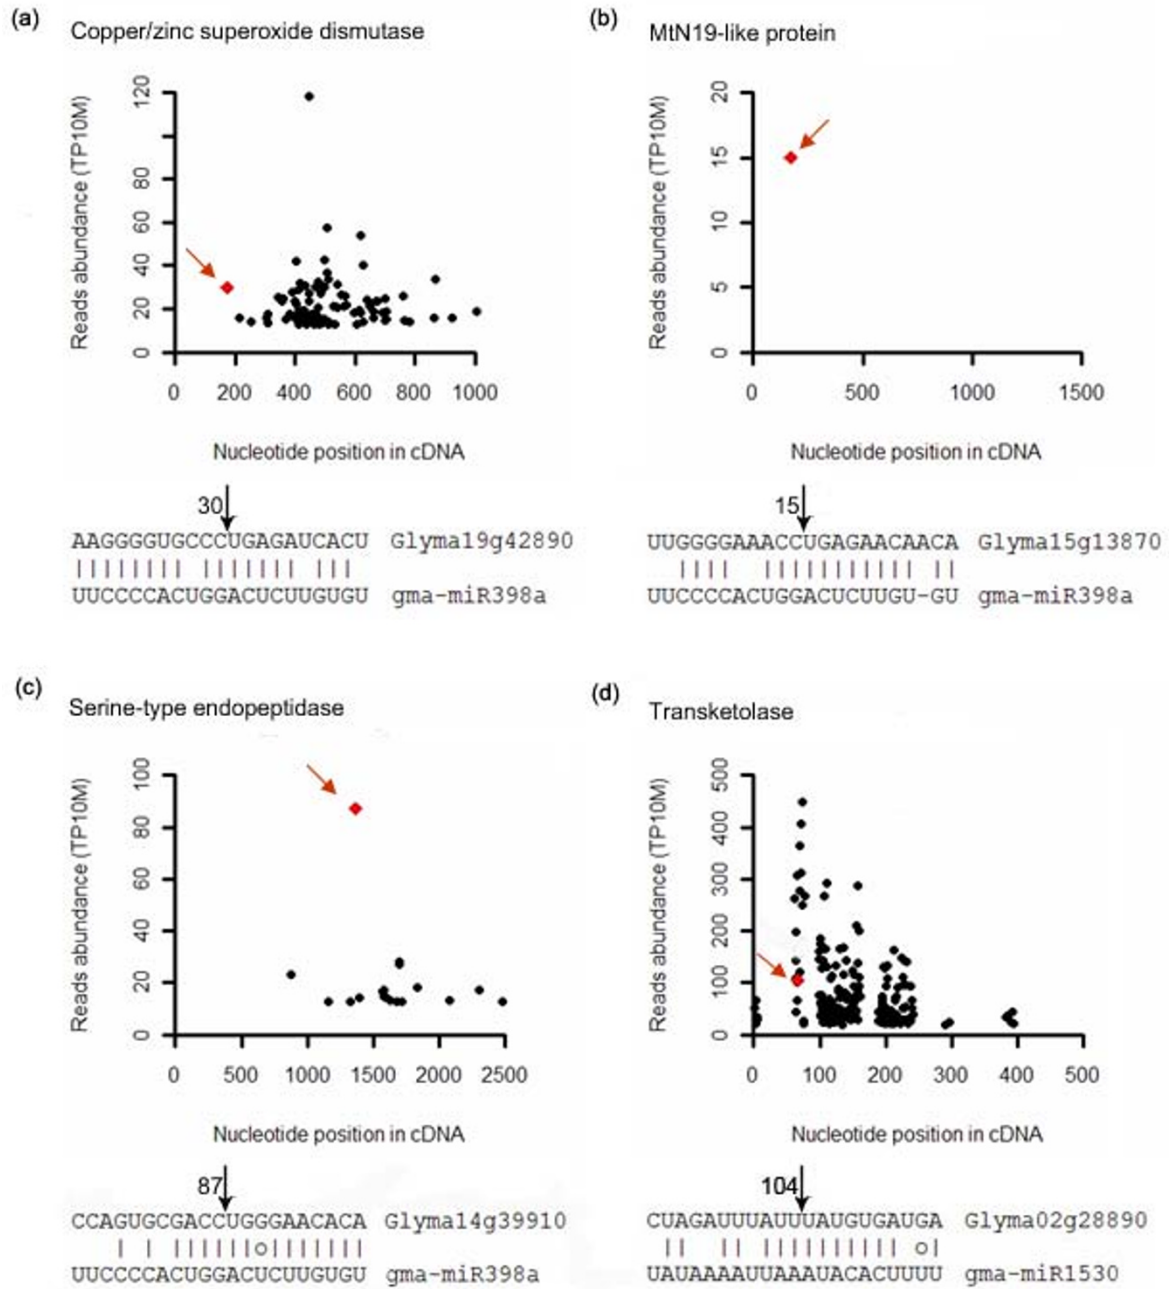 (a)
Copper/zinc superoxide dismutase
Reads abundance (TP10M)
120
80
60
40
20
0
0 200 400 600 800 1000
Nucleotide position in cDNA
30
AAGGGGUGCCCUGAGAUCACU Glyma19g42890
UUCCCCACUGGACUCUUGUGU gma-miR398a
(b)
MtN19-like protein
Reads abundance (TP10M)
20
15
10
5
0
0 500 1000 1500
Nucleotide position in cDNA
15
UUGGGGAAACCUGAGAACAACA Glyma15g13870
UUCCCCACUGGACUCUUGU-GU gma-miR398a
(c)
Serine-type endopeptidase
Reads abundance (TP10M)
100
80
60
40
20
0
0 500 1000 1500 2000 2500
Nucleotide position in cDNA
87
CCAGUGCGACCUGGGAACACA Glyma14g39910
UUCCCCACUGGACUCUUGUGU gma-miR398a
(d)
Transketolase
Reads abundance (TP10M)
500
400
300
200
100
0
0 100 200 300 400 500
Nucleotide position in cDNA
104
CUAGAUUUAUUUAUGUGAUGA Glyma02g28890
UAUAAAAUUAAAUACACUUUU gma-miR1530